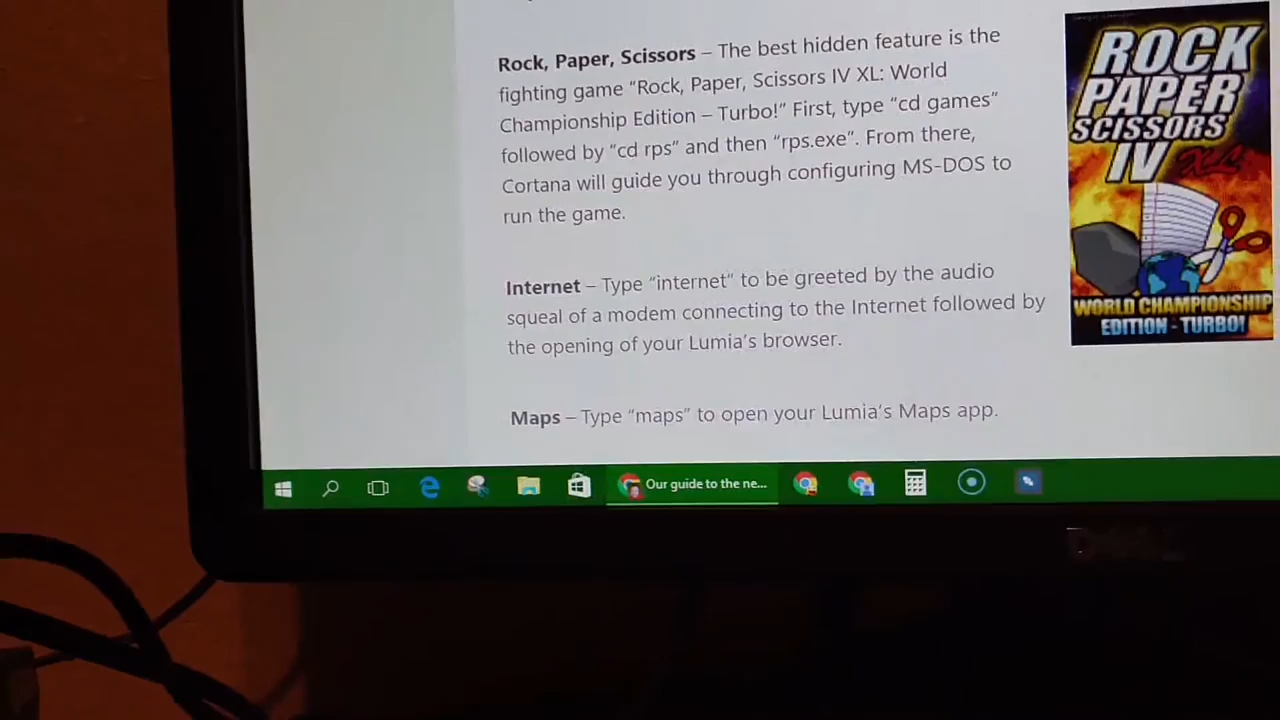 Rock, Paper, Scissors – The best hidden feature is the
fighting game “Rock, Paper, Scissors IV XL: World
Championship Edition – Turbo!” First, type “cd games”
followed by “cd rps” and then “rps.exe”. From there,
Cortana will guide you through configuring MS-DOS to
run the game.
Internet – Type “internet” to be greeted by the audio
squeal of a modem connecting to the Internet followed by
the opening of your Lumia’s browser.
Maps – Type “maps” to open your Lumia’s Maps app.
ROCK
PAPER
SCISSORS
IV XL
WORLD CHAMPIONSHIP
EDITION - TURBO!
Our guide to the ne...
DELL